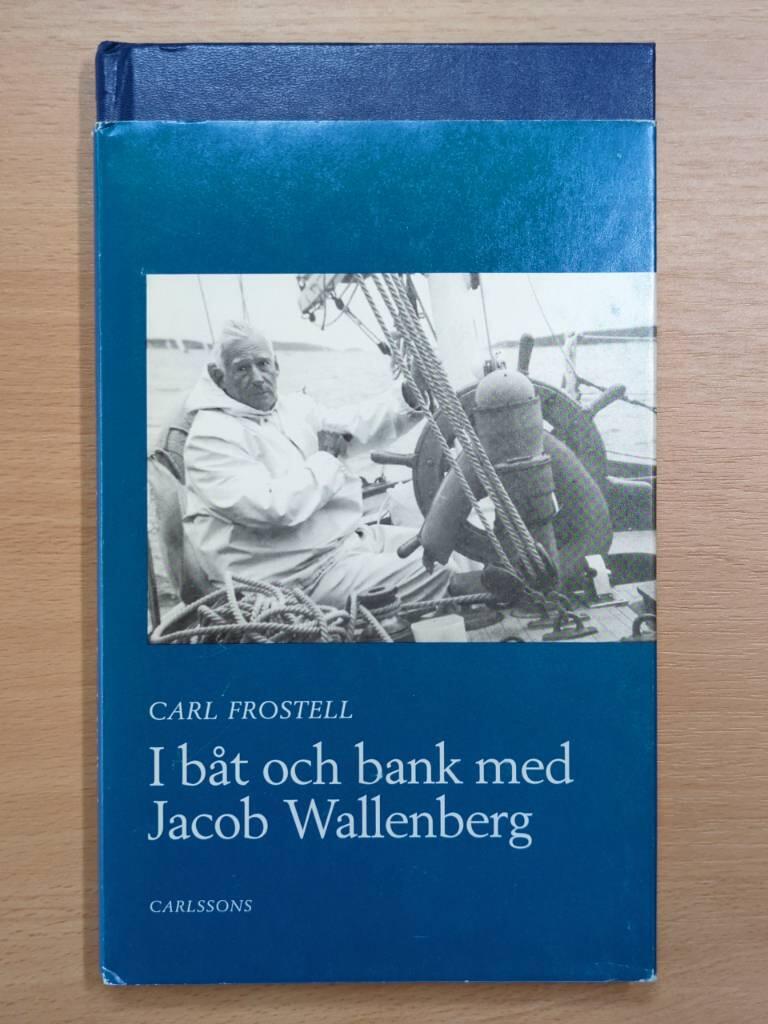 CARL FROSTELL
I båt och bank med
Jacob Wallenberg
CARLSSONS